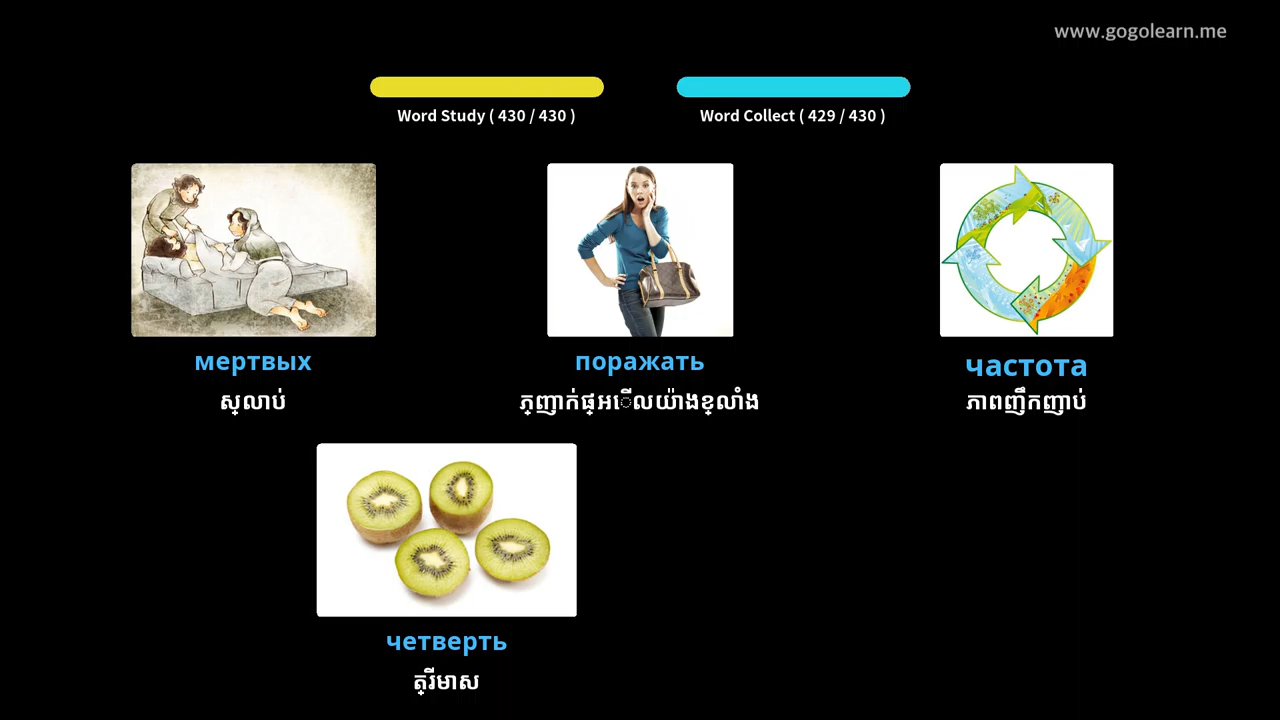 www.gogolearn.me
Word Study ( 430 / 430 )
Word Collect ( 429 / 430 )
мертвых
ស្លាប់
поражать
ភ្ញាក់ផ្អើលយ៉ាងខ្លាំង
частота
ភាពញឹកញាប់
четверть
ត្រីមាស